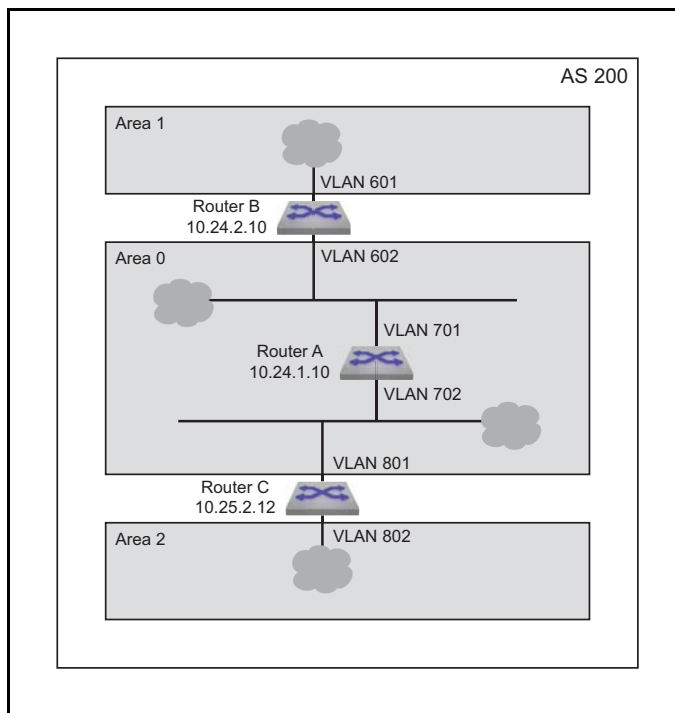 AS 200
Area 1
VLAN 601
Router B
10.24.2.10
Area 0
VLAN 602
VLAN 701
Router A
10.24.1.10
VLAN 702
VLAN 801
Router C
10.25.2.12
Area 2
VLAN 802